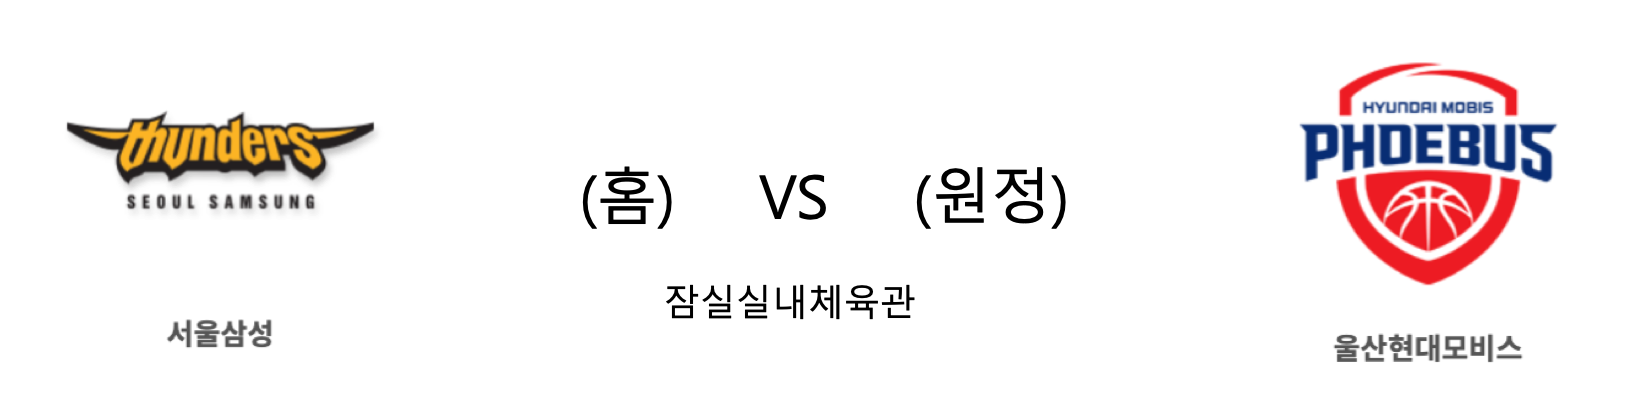 thunders
SEOUL SAMSUNG
서울삼성
(홈) VS (원정)
잠실실내체육관
HYUNDAI MOBIS
PHOEBUS
울산현대모비스